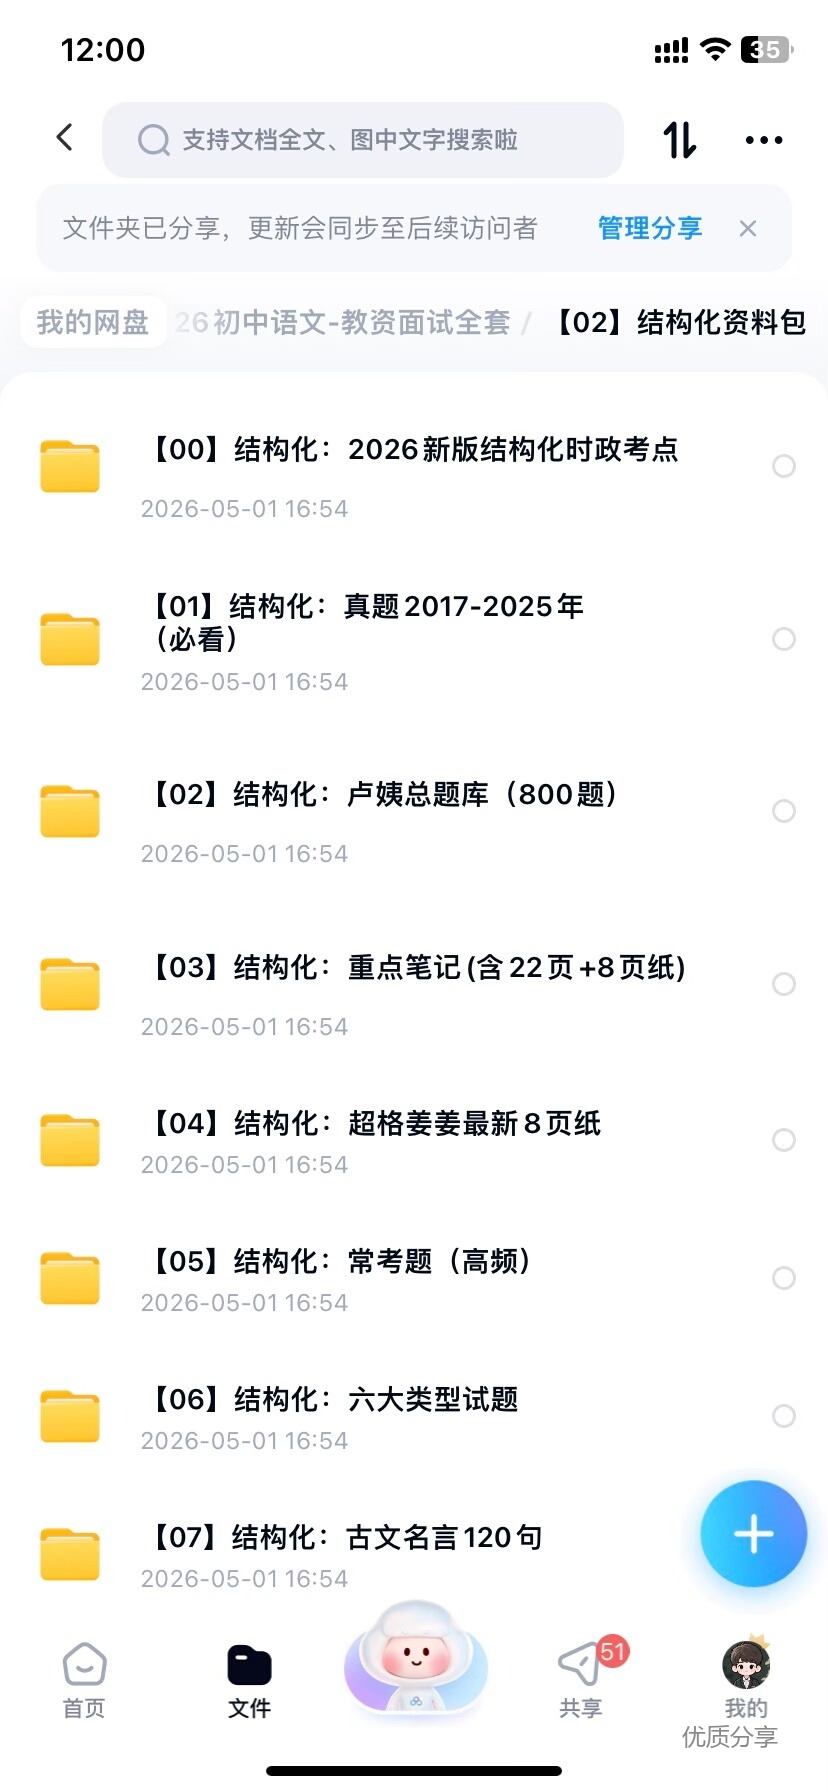 12:00
35
支持文档全文、图中文字搜索啦
文件夹已分享，更新会同步至后续访问者 管理分享
我的网盘 26初中语文-教资面试全套 / 【02】结构化资料包
【00】结构化：2026新版结构化时政考点
2026-05-01 16:54
【01】结构化：真题2017-2025年
（必看）
2026-05-01 16:54
【02】结构化：卢姨总题库（800题）
2026-05-01 16:54
【03】结构化：重点笔记(含22页+8页纸)
2026-05-01 16:54
【04】结构化：超格姜姜最新8页纸
2026-05-01 16:54
【05】结构化：常考题（高频）
2026-05-01 16:54
【06】结构化：六大类型试题
2026-05-01 16:54
【07】结构化：古文名言120句
2026-05-01 16:54
51
首页 文件 共享 我的
优质分享